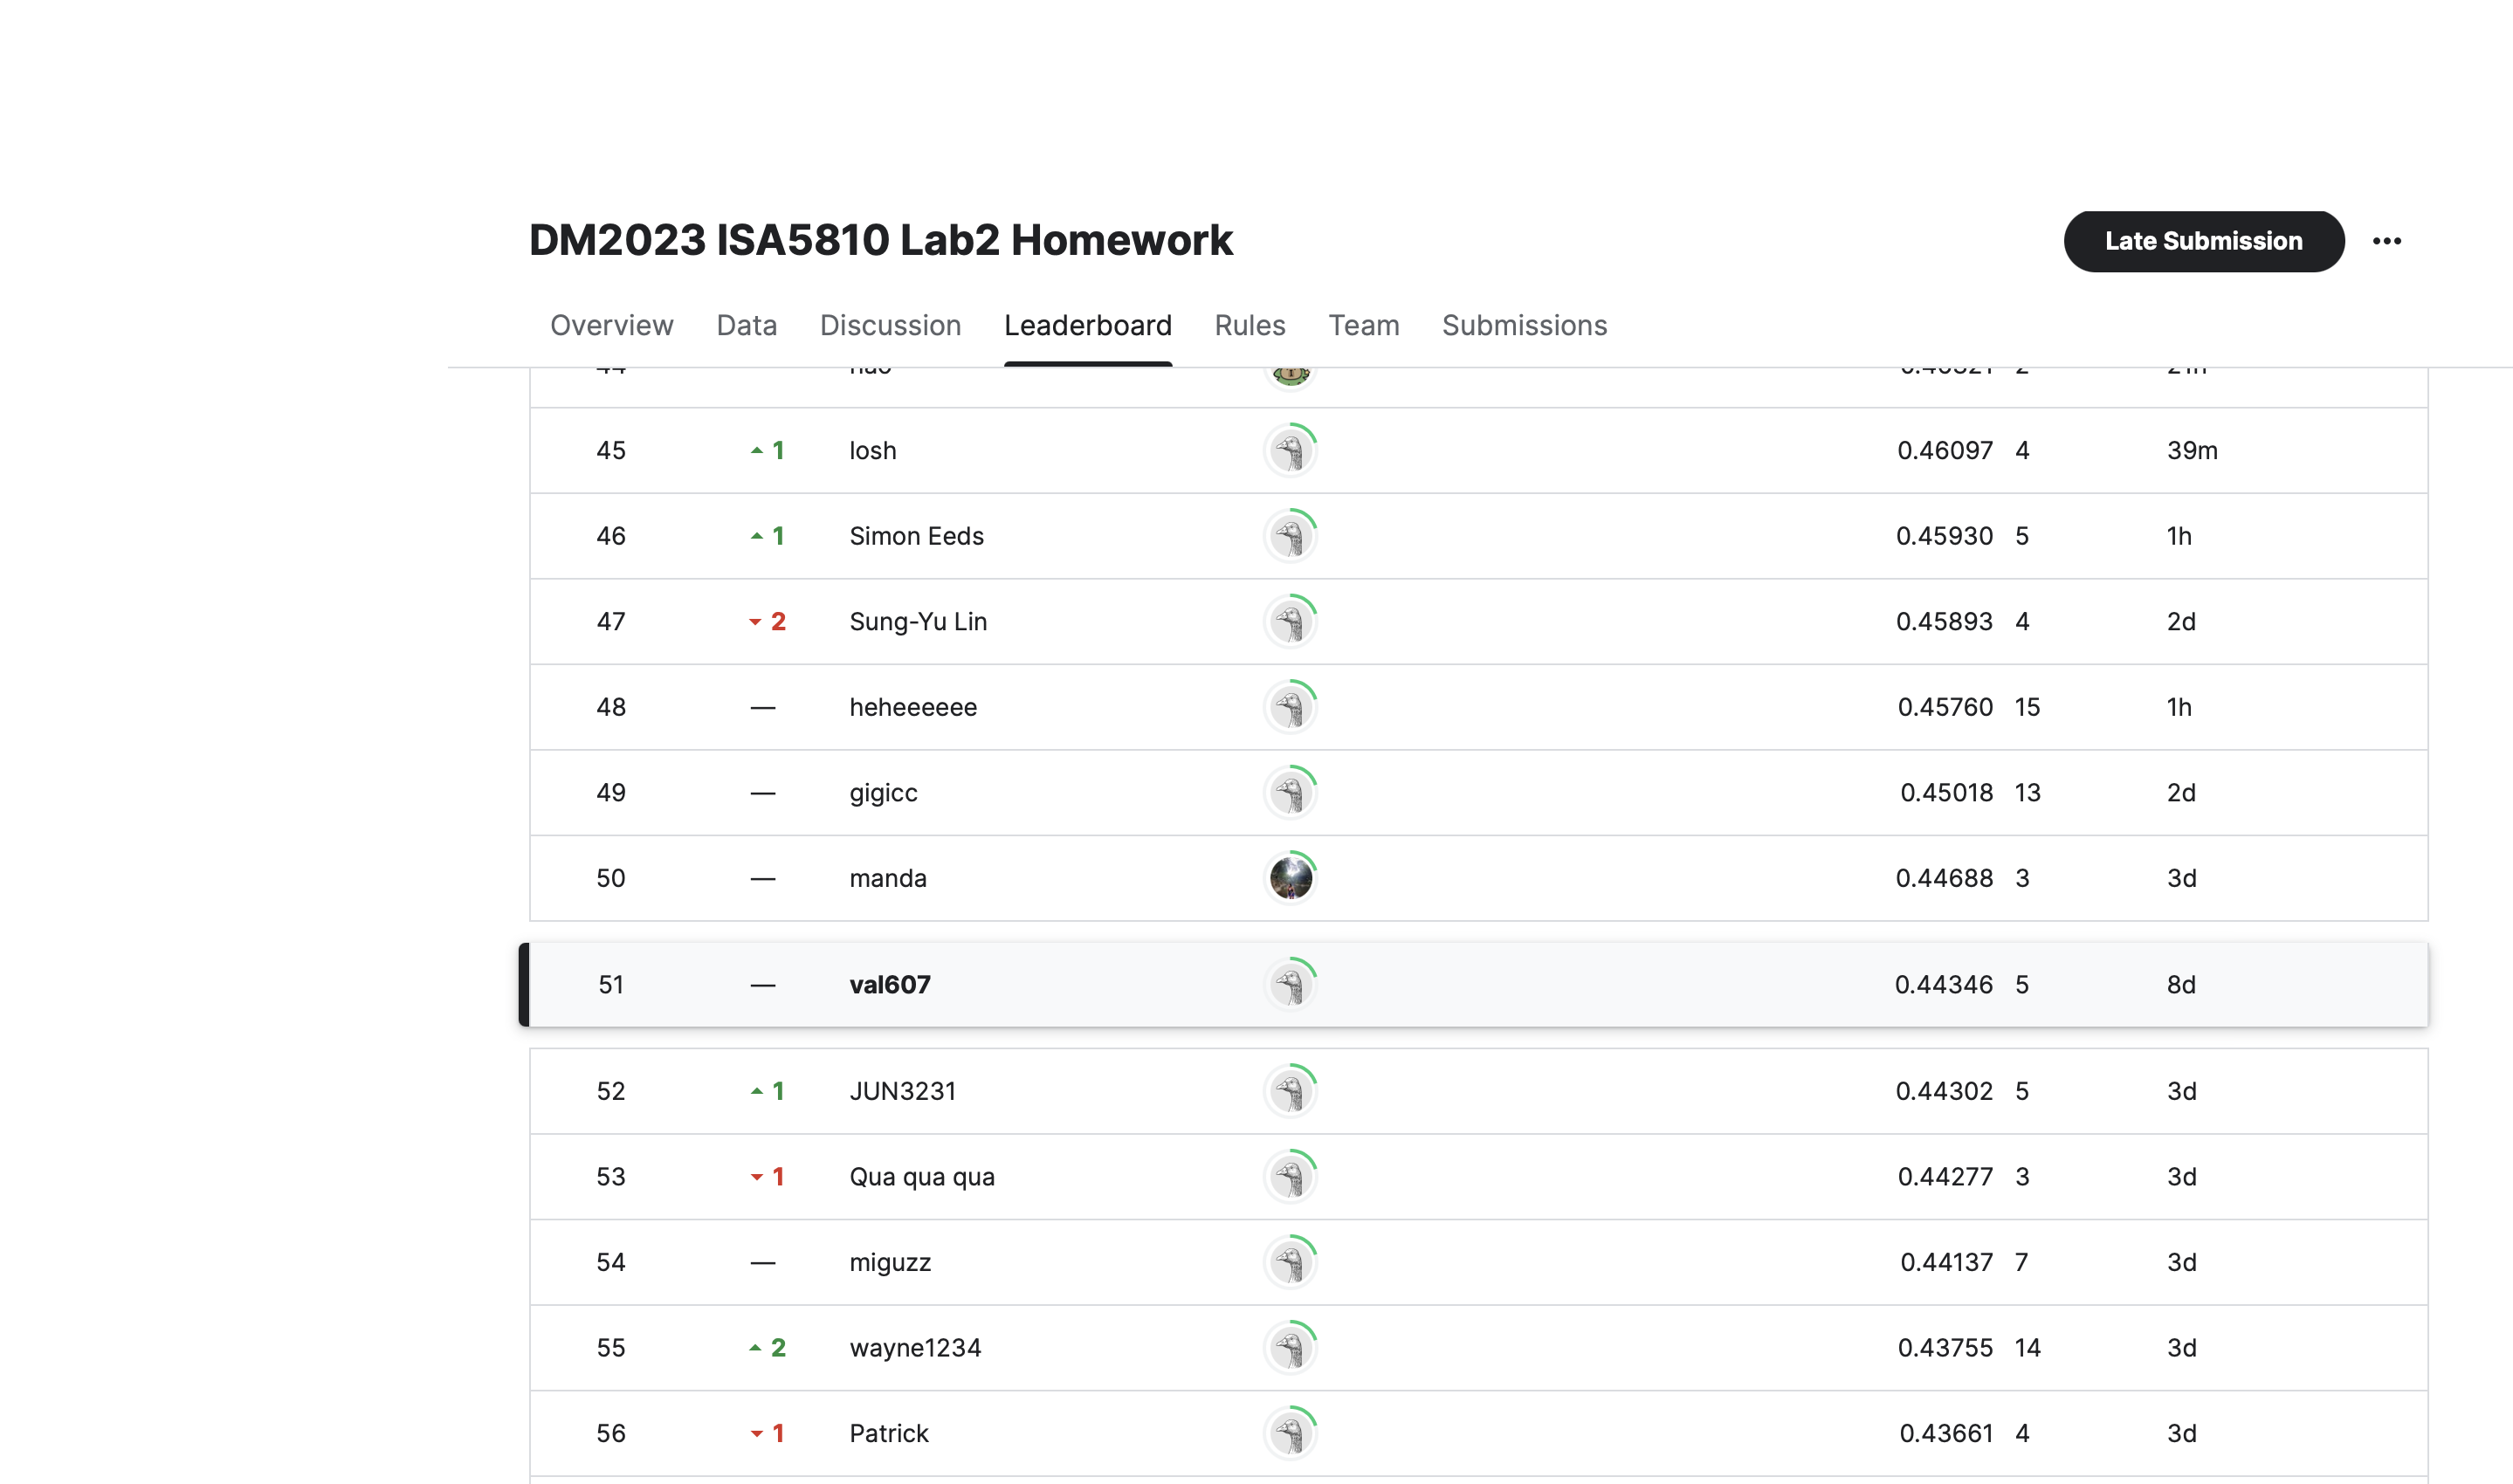 DM2023 ISA5810 Lab2 Homework
Late Submission
Overview Data Discussion Leaderboard Rules Team Submissions
45 1 losh 0.46097 4 39m
46 1 Simon Eeds 0.45930 5 1h
47 2 Sung-Yu Lin 0.45893 4 2d
48 — heheeeeee 0.45760 15 1h
49 — gigicc 0.45018 13 2d
50 — manda 0.44688 3 3d
51 — val607 0.44346 5 8d
52 1 JUN3231 0.44302 5 3d
53 1 Qua qua qua 0.44277 3 3d
54 — miguzz 0.44137 7 3d
55 2 wayne1234 0.43755 14 3d
56 1 Patrick 0.43661 4 3d